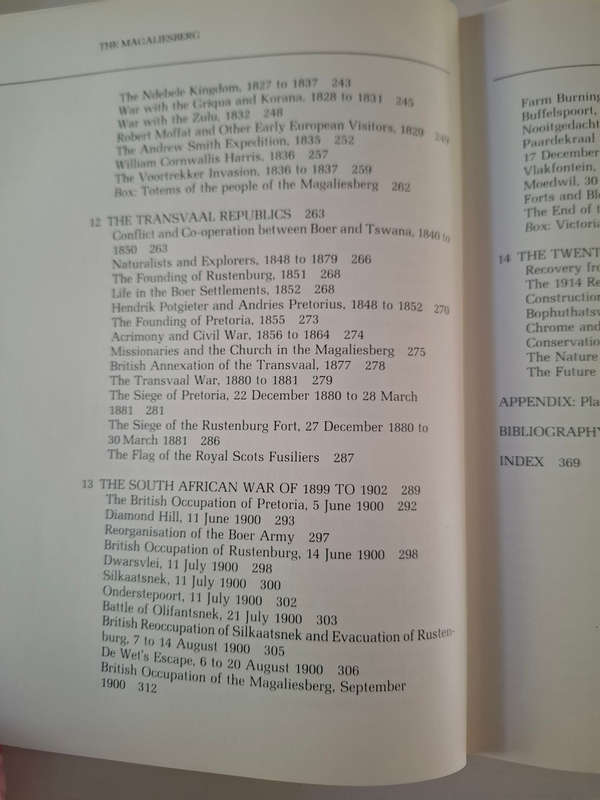 THE MAGALIESBERG
The Ndebele Kingdom, 1827 to 1837 243
War with the Griqua and Korana, 1828 to 1831 245
War with the Zulu, 1832 248
Robert Moffat and Other Early European Visitors, 1829 249
The Andrew Smith Expedition, 1835 252
William Cornwallis Harris, 1836 257
The Voortrekker Invasion, 1836 to 1837 259
Box: Totems of the people of the Magaliesberg 262
12 THE TRANSVAAL REPUBLICS 263
Conflict and Co-operation between Boer and Tswana, 1840 to
1850 263
Naturalists and Explorers, 1848 to 1879 266
The Founding of Rustenburg, 1851 268
Life in the Boer Settlements, 1852 268
Hendrik Potgieter and Andries Pretorius, 1848 to 1852 270
The Founding of Pretoria, 1855 273
Acrimony and Civil War, 1856 to 1864 274
Missionaries and the Church in the Magaliesberg 275
British Annexation of the Transvaal, 1877 278
The Transvaal War, 1880 to 1881 279
The Siege of Pretoria, 22 December 1880 to 28 March
1881 281
The Siege of the Rustenburg Fort, 27 December 1880 to
30 March 1881 286
The Flag of the Royal Scots Fusiliers 287
13 THE SOUTH AFRICAN WAR OF 1899 TO 1902 289
The British Occupation of Pretoria, 5 June 1900 292
Diamond Hill, 11 June 1900 293
Reorganisation of the Boer Army 297
British Occupation of Rustenburg, 14 June 1900 298
Dwarsvlei, 11 July 1900 298
Silkaatsnek, 11 July 1900 300
Onderstepoort, 11 July 1900 302
Battle of Olifantsnek, 21 July 1900 303
British Reoccupation of Silkaatsnek and Evacuation of Rusten-
burg, 7 to 14 August 1900 305
De Wet's Escape, 6 to 20 August 1900 306
British Occupation of the Magaliesberg, September
1900 312
Farm Burning
Buffelspoort,
Nooitgedacht
Paardekraal
17 December
Vlakfontein,
Moedwil, 30
Forts and Blo
The End of t
Box: Victoria
14 THE TWENT
Recovery fro
The 1914 Re
Construction
Bophuthatsw
Chrome and
Conservation
The Nature
The Future
APPENDIX: Pla
BIBLIOGRAPHY
INDEX 369